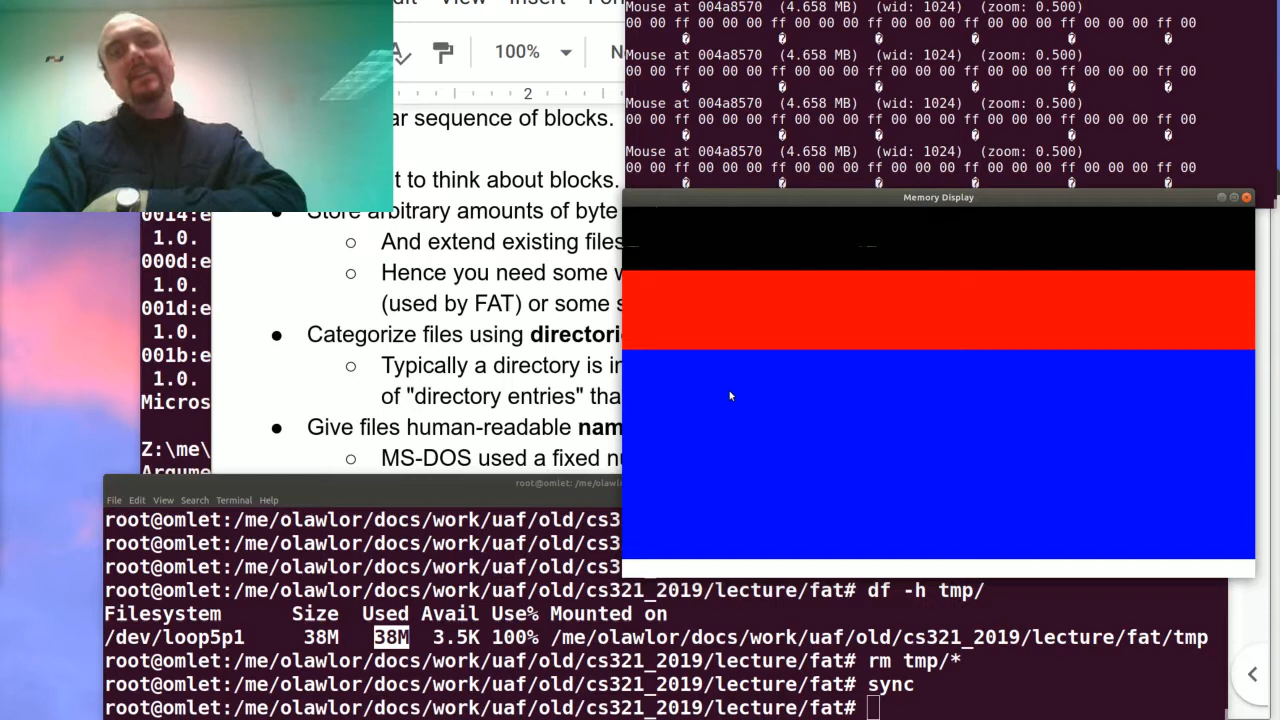 dit View Insert For
100% N
2
ar sequence of blocks.
t to think about blocks.
Store arbitrary amounts of byte
And extend existing files
Hence you need some w
(used by FAT) or some s
Categorize files using directori
Typically a directory is in
of "directory entries" tha
Give files human-readable nam
MS-DOS used a fixed nu
Mouse at 004a8570 (4.658 MB) (wid: 1024) (zoom: 0.500)
00 00 ff 00 00 00 ff 00 00 00 ff 00 00 00 ff 00 00 00 ff 00 00 00 ff 00
Mouse at 004a8570 (4.658 MB) (wid: 1024) (zoom: 0.500)
00 00 ff 00 00 00 ff 00 00 00 ff 00 00 00 ff 00 00 00 ff 00 00 00 ff 00
Mouse at 004a8570 (4.658 MB) (wid: 1024) (zoom: 0.500)
00 00 ff 00 00 00 ff 00 00 00 ff 00 00 00 ff 00 00 00 ff 00 00 00 ff 00
Mouse at 004a8570 (4.658 MB) (wid: 1024) (zoom: 0.500)
00 00 ff 00 00 00 ff 00 00 00 ff 00 00 00 ff 00 00 00 ff 00 00 00 ff 00
Memory Display
0014:e
1.0.
000d:e
1.0.
001d:e
1.0.
001b:e
1.0.
Micros
Z:\me\
Argume
root@omlet: /me/olawl
File Edit View Search Terminal Help
root@omlet:/me/olawlor/docs/work/uaf/old/cs3
root@omlet:/me/olawlor/docs/work/uaf/old/cs3
root@omlet:/me/olawlor/docs/work/uaf/old/cs3
root@omlet:/me/olawlor/docs/work/uaf/old/cs321_2019/lecture/fat# df -h tmp/
Filesystem Size Used Avail Use% Mounted on
/dev/loop5p1 38M 38M 3.5K 100% /me/olawlor/docs/work/uaf/old/cs321_2019/lecture/fat/tmp
root@omlet:/me/olawlor/docs/work/uaf/old/cs321_2019/lecture/fat# rm tmp/*
root@omlet:/me/olawlor/docs/work/uaf/old/cs321_2019/lecture/fat# sync
root@omlet:/me/olawlor/docs/work/uaf/old/cs321_2019/lecture/fat#